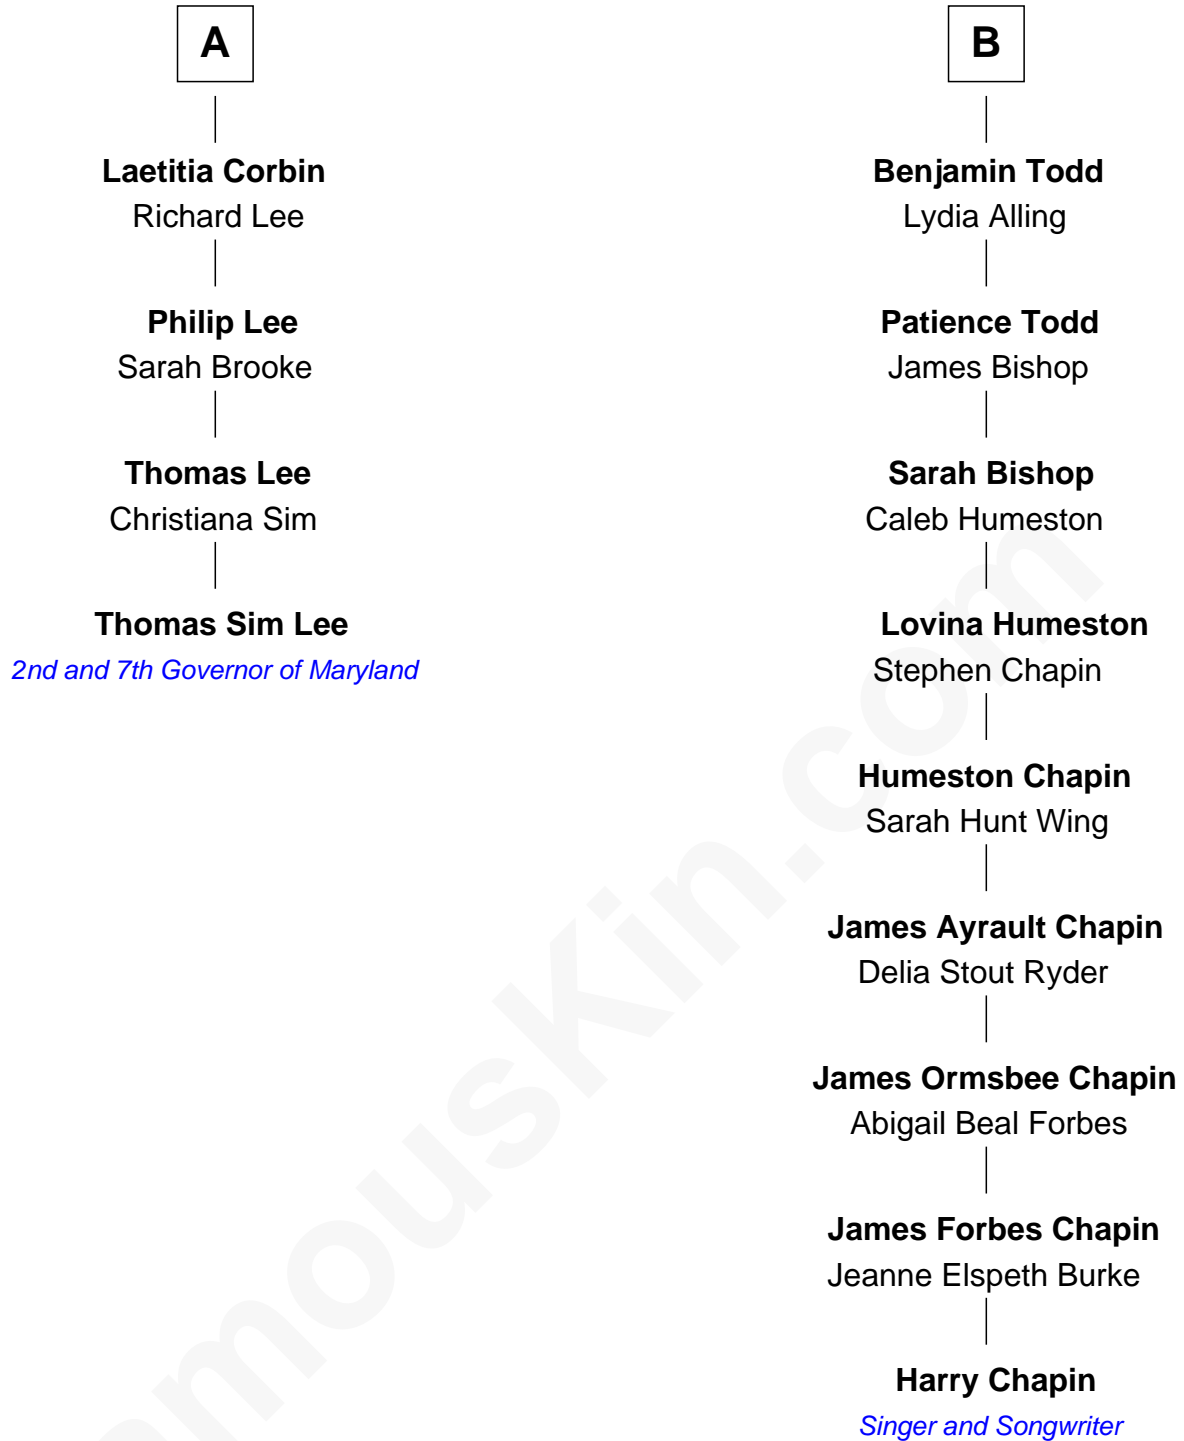 A
Laetitia Corbin
Richard Lee
Philip Lee
Sarah Brooke
Thomas Lee
Christiana Sim
Thomas Sim Lee
2nd and 7th Governor of Maryland
B
Benjamin Todd
Lydia Alling
Patience Todd
James Bishop
Sarah Bishop
Caleb Humeston
Lovina Humeston
Stephen Chapin
Humeston Chapin
Sarah Hunt Wing
James Ayrault Chapin
Delia Stout Ryder
James Ormsbee Chapin
Abigail Beal Forbes
James Forbes Chapin
Jeanne Elspeth Burke
Harry Chapin
Singer and Songwriter
amousKin.com